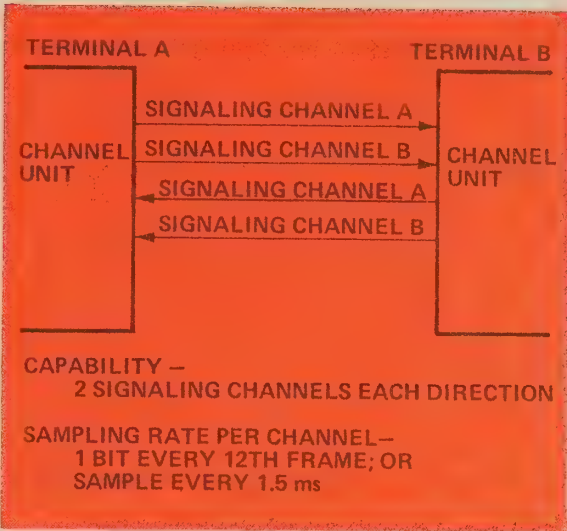 TERMINAL A
TERMINAL B
SIGNALING CHANNEL A
CHANNEL UNIT
SIGNALING CHANNEL B
CHANNEL UNIT
SIGNALING CHANNEL A
SIGNALING CHANNEL B
CAPABILITY –
2 SIGNALING CHANNELS EACH DIRECTION
SAMPLING RATE PER CHANNEL–
1 BIT EVERY 12TH FRAME; OR
SAMPLE EVERY 1.5 ms